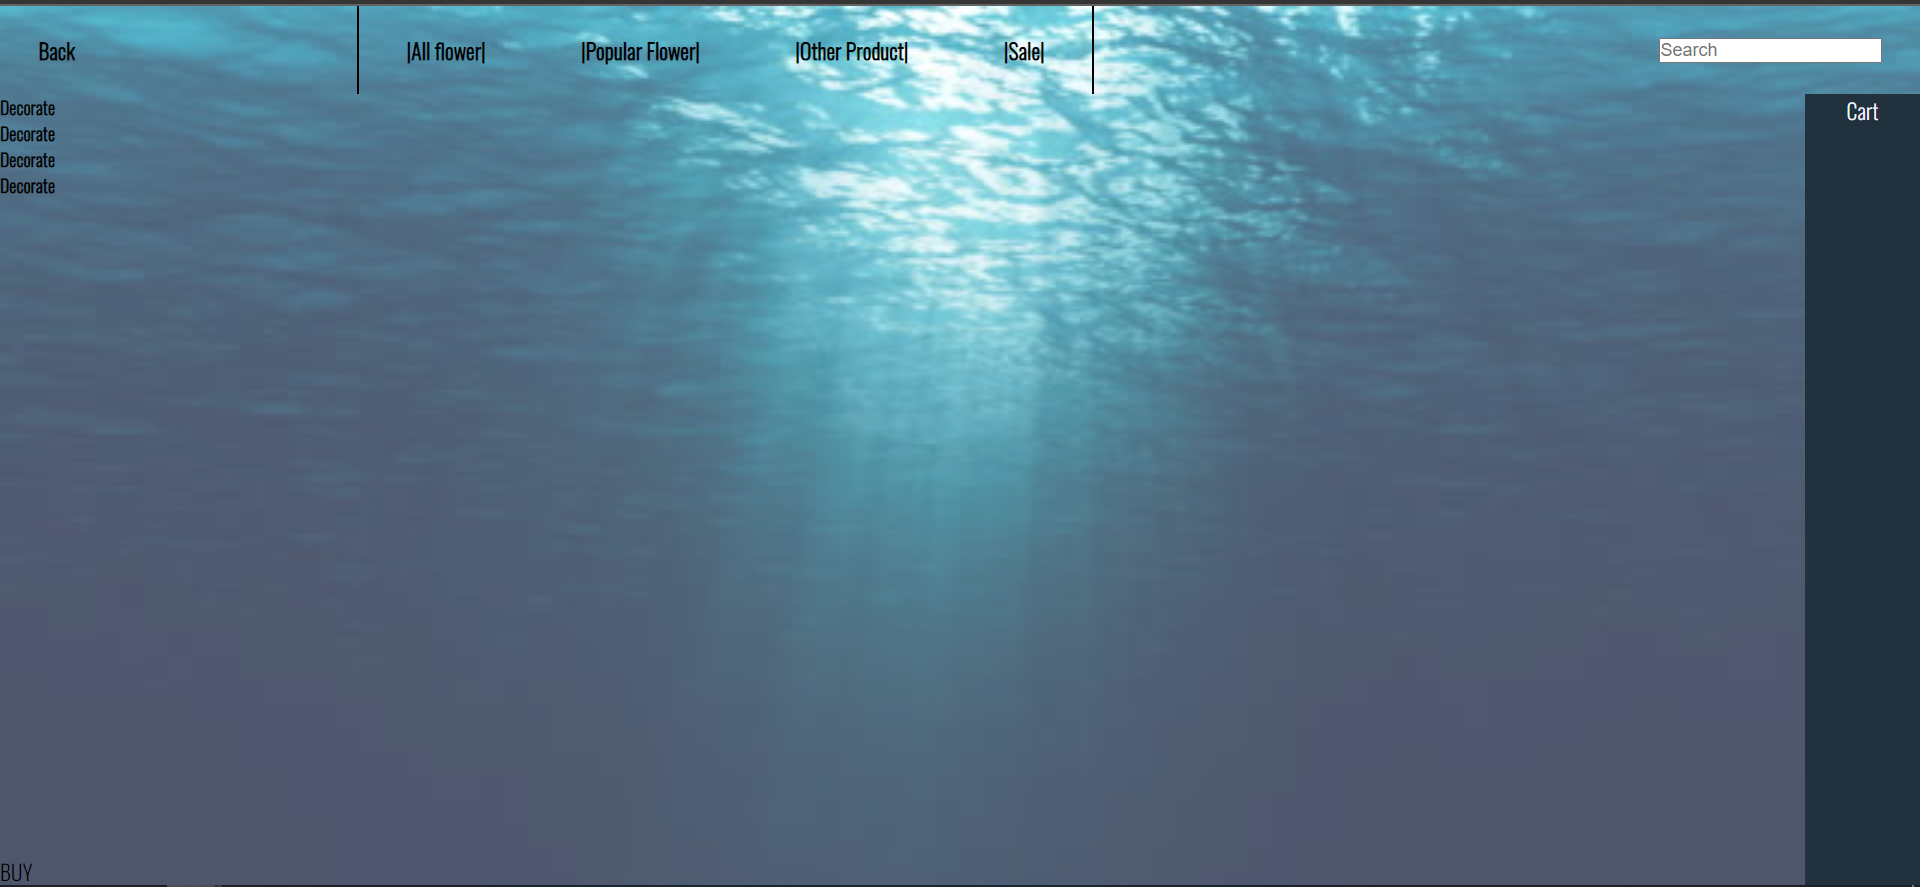 Back |All flower| |Popular Flower| |Other Product| |Sale| Search
Decorate
Cart
Decorate
Decorate
Decorate
BUY